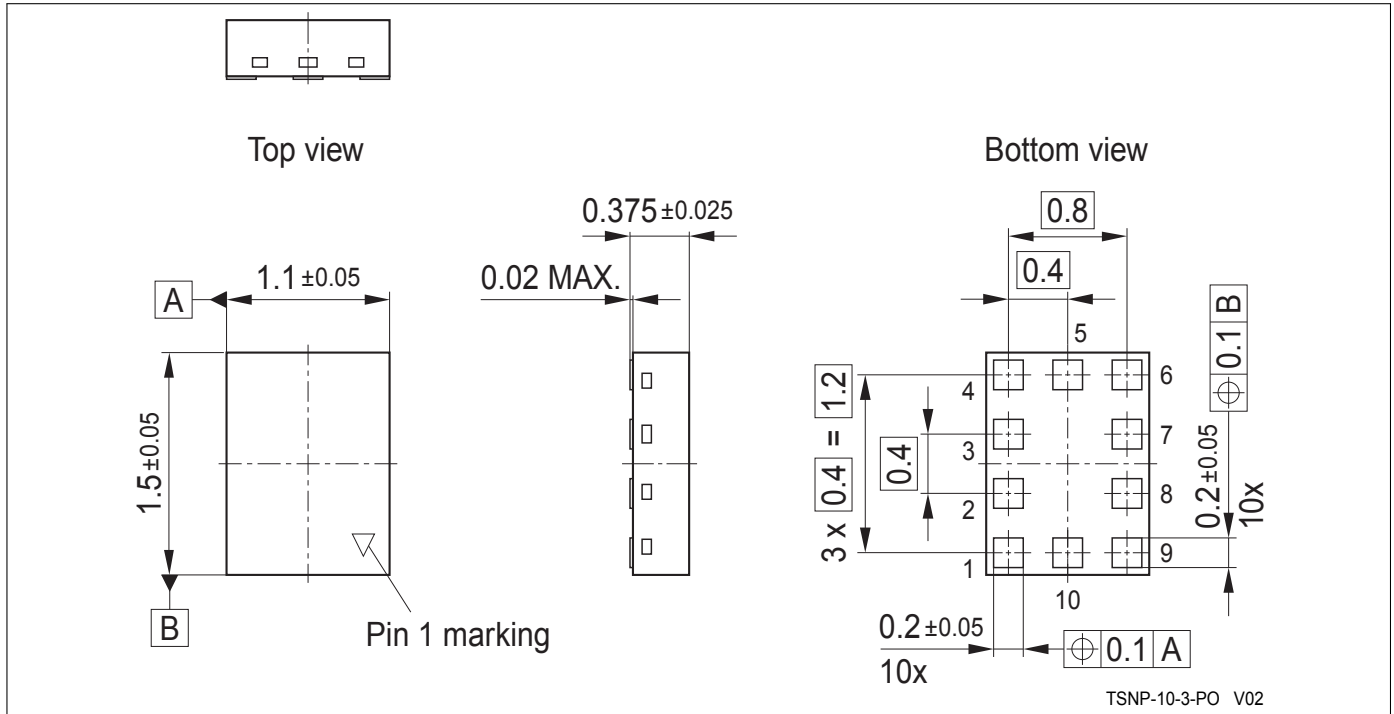 Top view
Bottom view
0.375 ±0.025
0.8
0.02 MAX.
0.4
A
1.1 ±0.05
5
4
6
3
7
2
8
1
9
10
1.5 ±0.05
3 x 0.4 = 1.2
0.4
0.1 B
0.2 ±0.05
10x
B
Pin 1 marking
0.2 ±0.05
10x
0.1 A
TSNP-10-3-PO V02